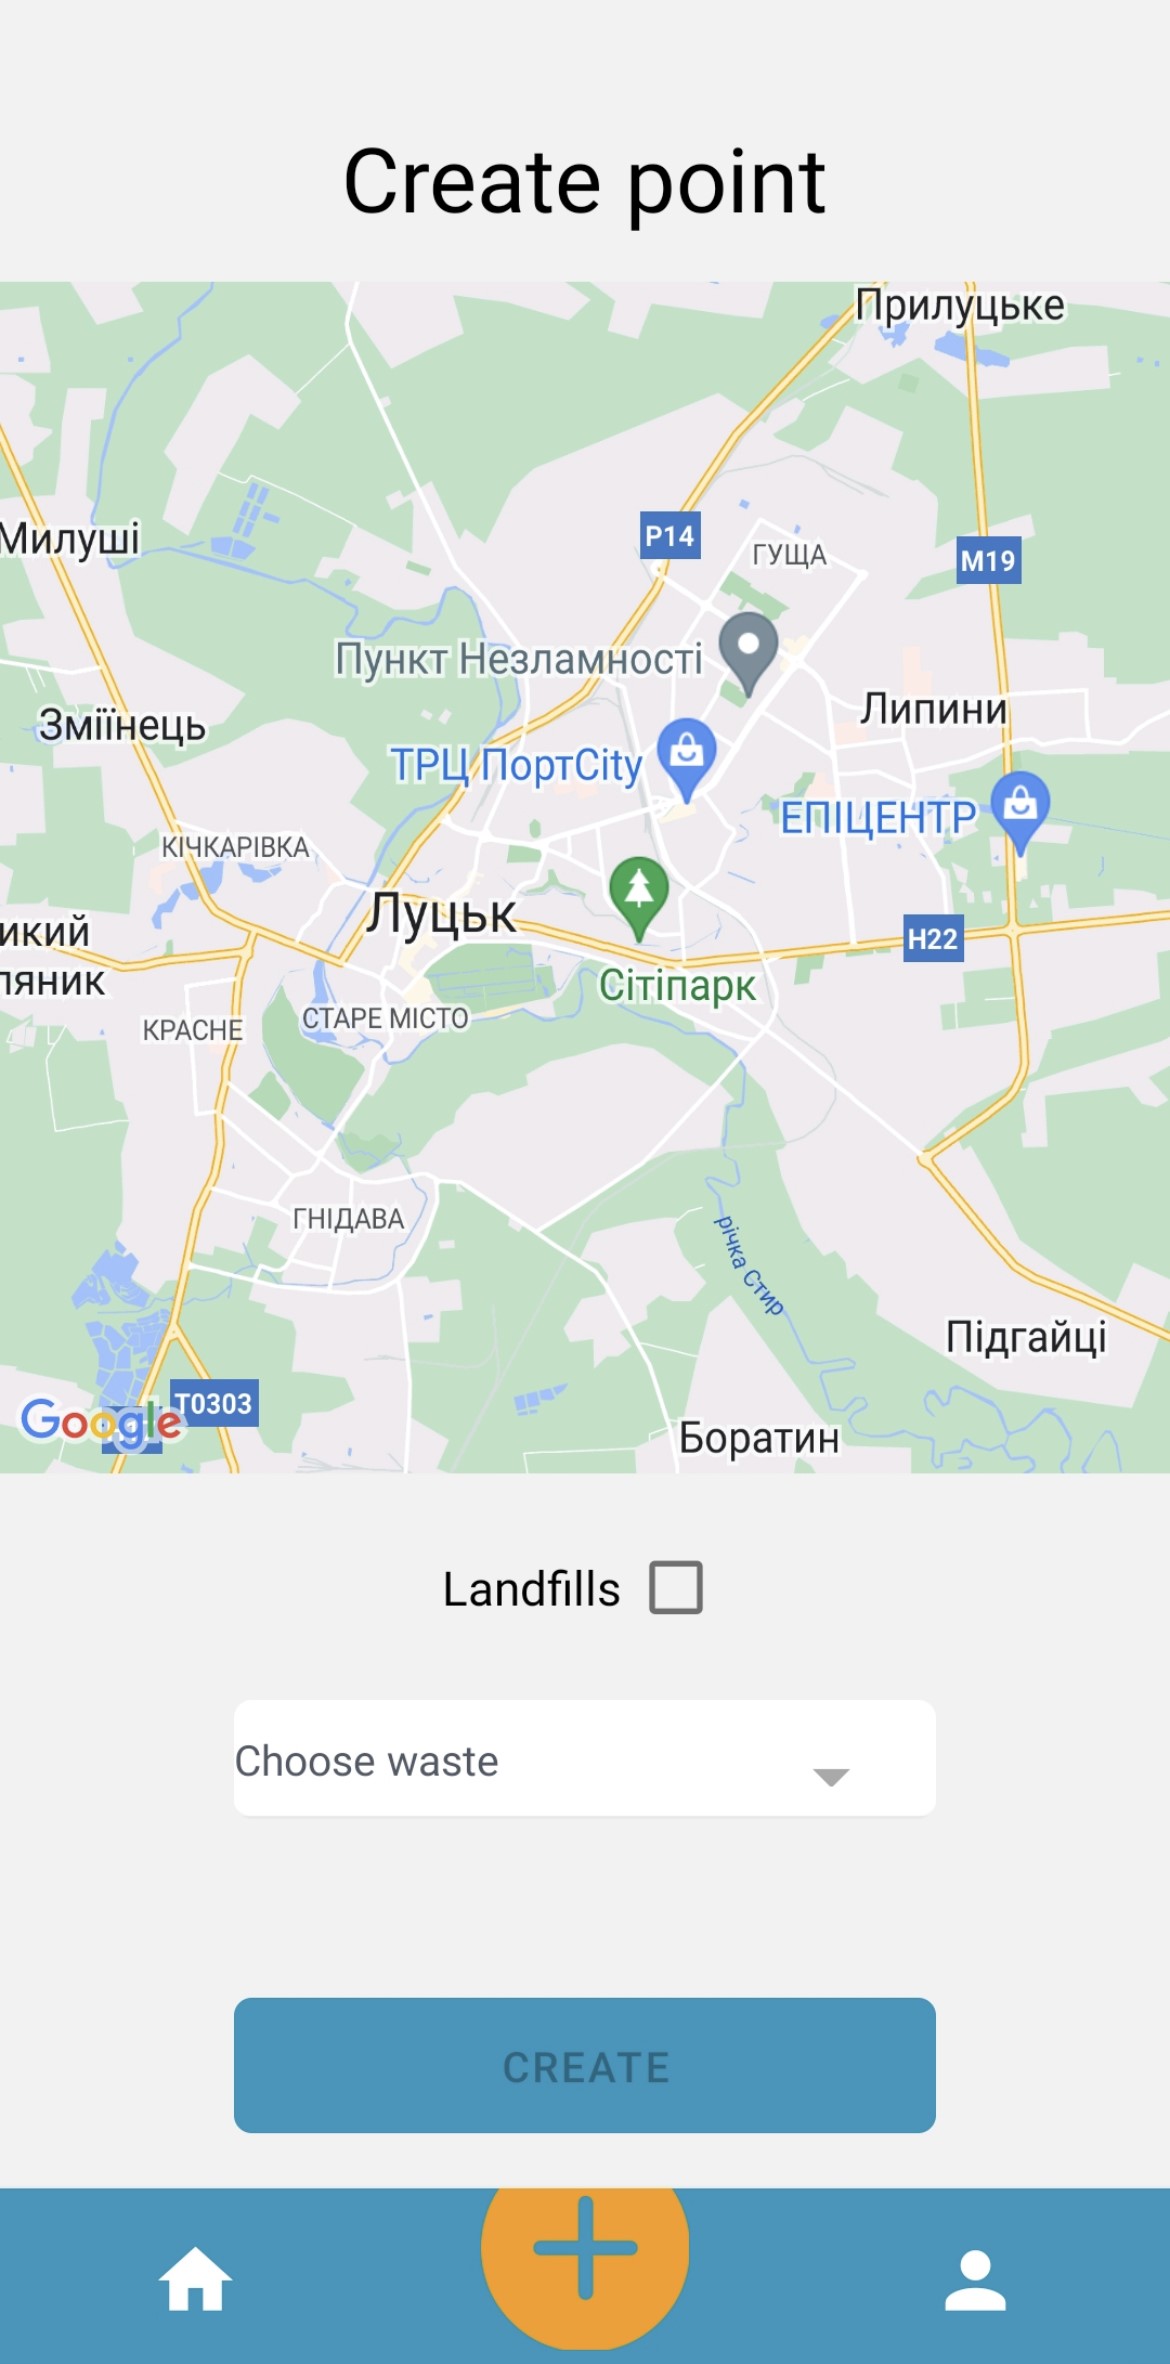 Create point
Прилуцьке
P14
ГУЩА
M19
Милуші
Пункт Незламності
Зміїнець
Липини
ТРЦ ПортCity
ЕПІЦЕНТР
КІЧКАРІВКА
Луцьк
икий
ляник
H22
Сітіпарк
СТАРЕ МІСТО
КРАСНЕ
ГНІДАВА
річка Стир
Підгайці
T0303
Google
Боратин
Landfills
Choose waste
CREATE